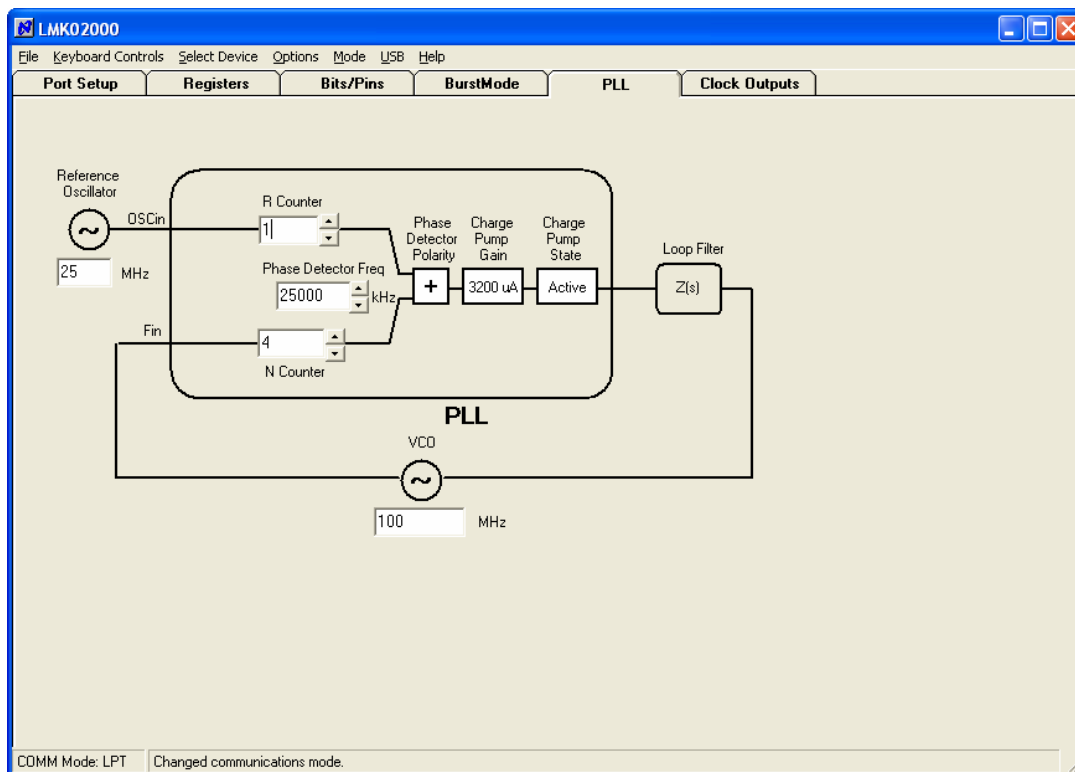 LMK02000
File Keyboard Controls Select Device Options Mode USB Help
Port Setup Registers Bits/Pins BurstMode PLL Clock Outputs
Reference
Oscillator
OSCin
25 MHz
R Counter
1
Phase Detector Freq
25000 kHz
Fin
4
N Counter
Phase
Detector
Polarity
+
Charge
Pump
Gain
3200 uA
Charge
Pump
State
Active
Loop Filter
Z(s)
PLL
VCO
100 MHz
COMM Mode: LPT Changed communications mode.